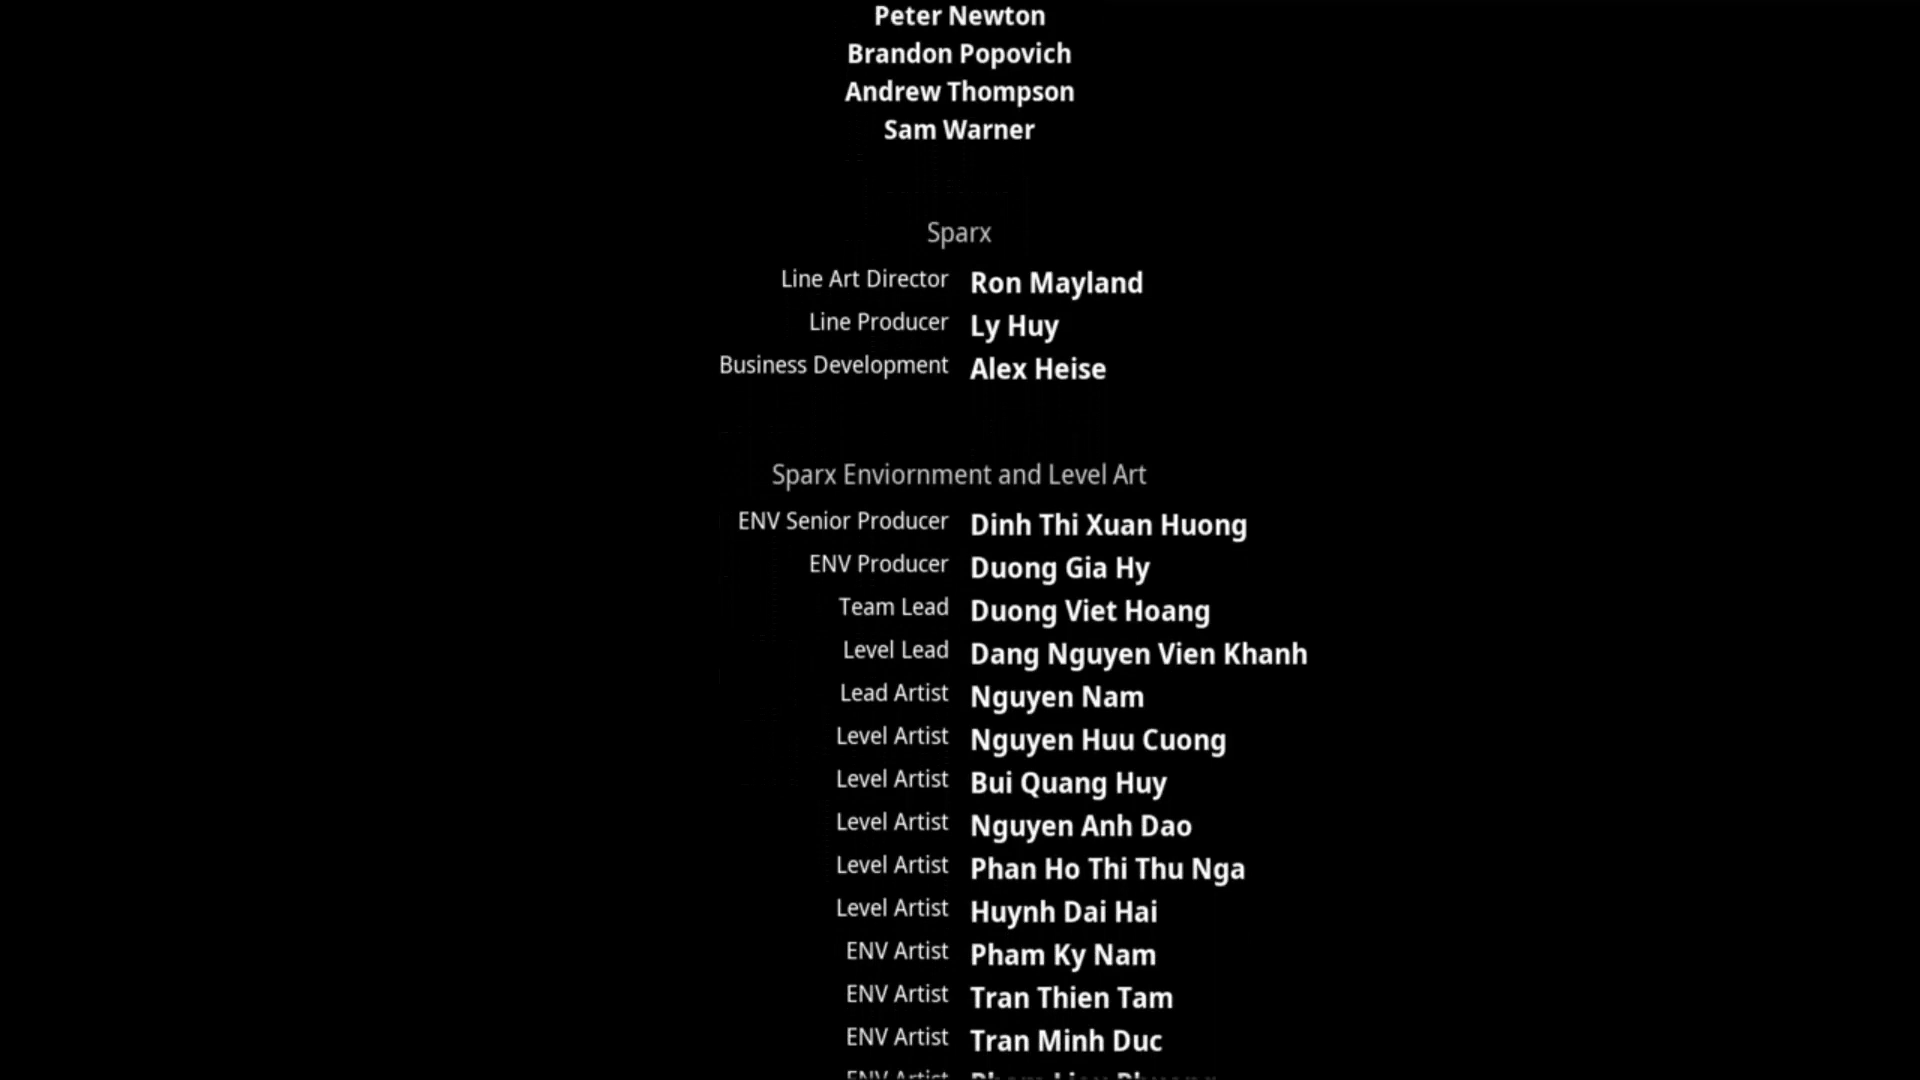 Peter Newton
Brandon Popovich
Andrew Thompson
Sam Warner
Sparx
Line Art Director Ron Mayland
Line Producer Ly Huy
Business Development Alex Heise
Sparx Enviornment and Level Art
ENV Senior Producer Dinh Thi Xuan Huong
ENV Producer Duong Gia Hy
Team Lead Duong Viet Hoang
Level Lead Dang Nguyen Vien Khanh
Lead Artist Nguyen Nam
Level Artist Nguyen Huu Cuong
Level Artist Bui Quang Huy
Level Artist Nguyen Anh Dao
Level Artist Phan Ho Thi Thu Nga
Level Artist Huynh Dai Hai
ENV Artist Pham Ky Nam
ENV Artist Tran Thien Tam
ENV Artist Tran Minh Duc
ENV Artist